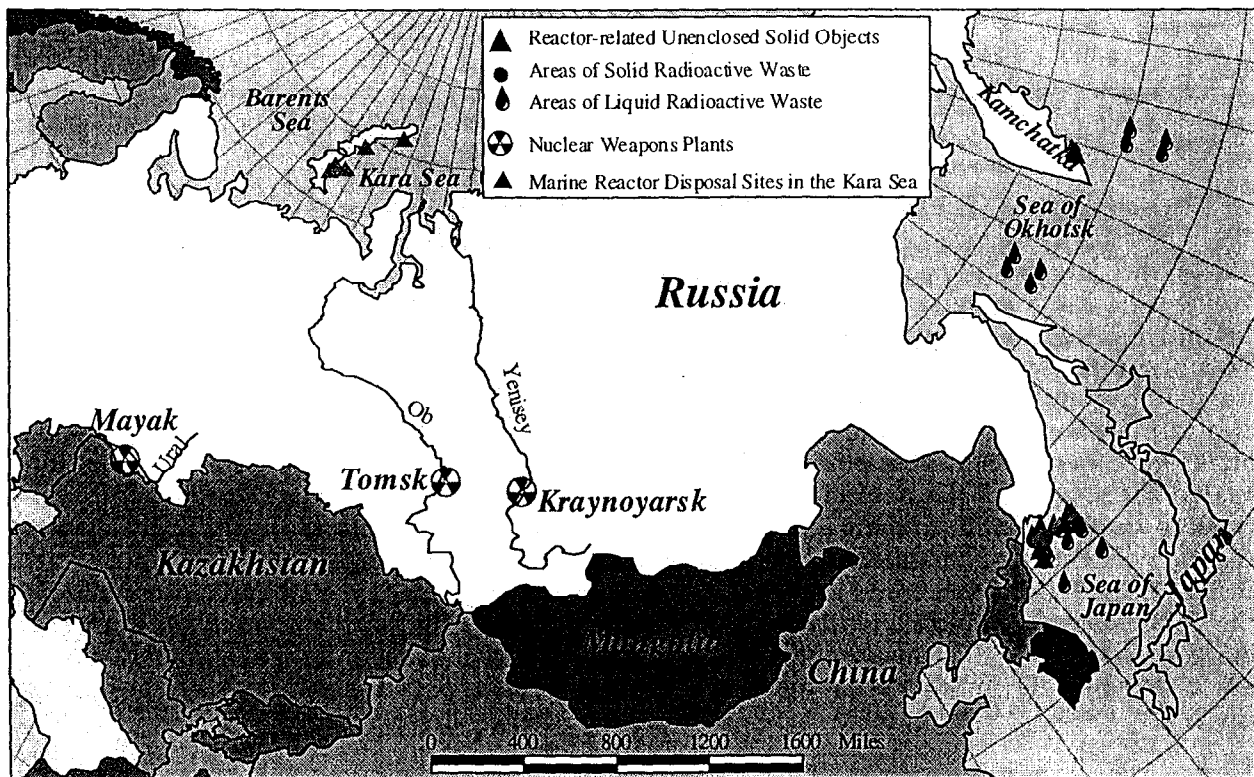 Reactor-related Unenclosed Solid Objects
Areas of Solid Radioactive Waste
Areas of Liquid Radioactive Waste
Nuclear Weapons Plants
Marine Reactor Disposal Sites in the Kara Sea
Barents
Sea
Kara Sea
Kamchatka
Sea of
Okhotsk
Russia
Ob
Yenisey
Mayak
Ural
Tomsk
Kraynoyarsk
Kazakhstan
China
Sea of
Japan
Japan
0 400 800 1200 1600 Miles